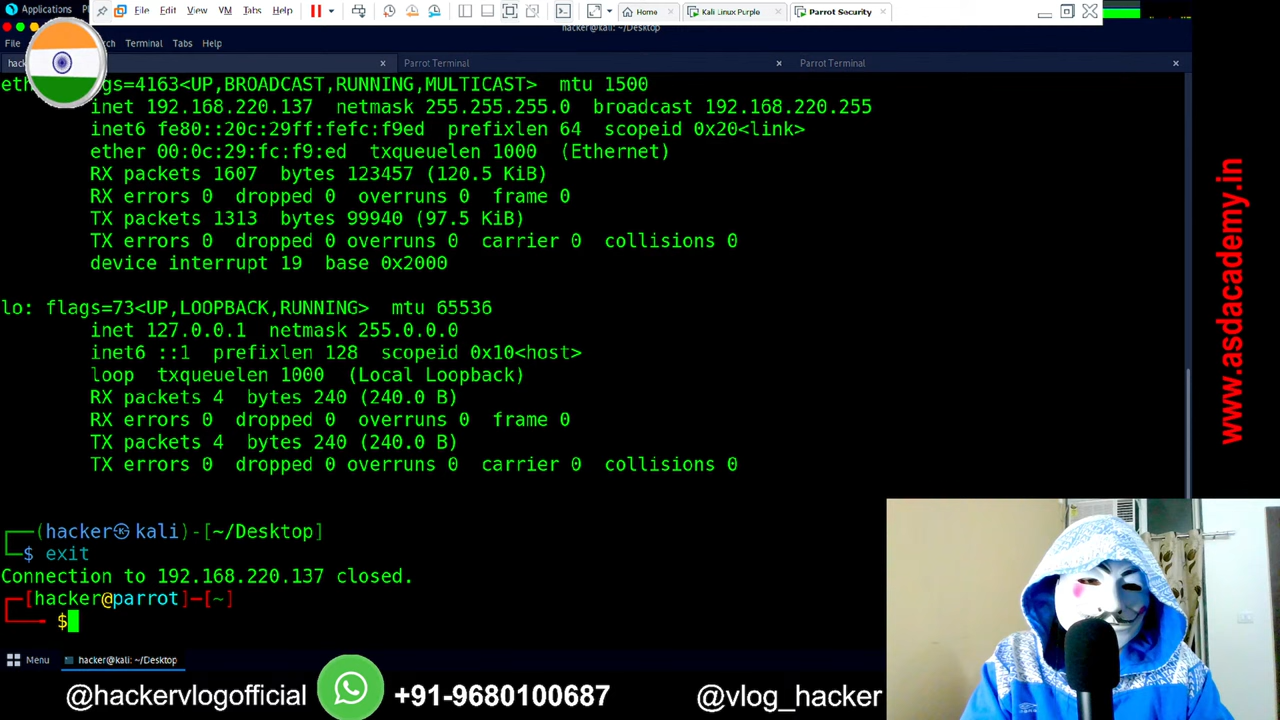 Applications Pl
File Edit View VM Tabs Help Home Kali Linux Purple Parrot Security
hacker@kali: ~/Desktop
File rch Terminal Tabs Help
hac Parrot Terminal Parrot Terminal
eth gs=4163<UP,BROADCAST,RUNNING,MULTICAST> mtu 1500
inet 192.168.220.137 netmask 255.255.255.0 broadcast 192.168.220.255
inet6 fe80::20c:29ff:fefc:f9ed prefixlen 64 scopeid 0x20<link>
ether 00:0c:29:fc:f9:ed txqueuelen 1000 (Ethernet)
RX packets 1607 bytes 123457 (120.5 KiB)
RX errors 0 dropped 0 overruns 0 frame 0
TX packets 1313 bytes 99940 (97.5 KiB)
TX errors 0 dropped 0 overruns 0 carrier 0 collisions 0
device interrupt 19 base 0x2000
lo: flags=73<UP,LOOPBACK,RUNNING> mtu 65536
inet 127.0.0.1 netmask 255.0.0.0
inet6 ::1 prefixlen 128 scopeid 0x10<host>
loop txqueuelen 1000 (Local Loopback)
RX packets 4 bytes 240 (240.0 B)
RX errors 0 dropped 0 overruns 0 frame 0
TX packets 4 bytes 240 (240.0 B)
TX errors 0 dropped 0 overruns 0 carrier 0 collisions 0
┌──(hacker㉿kali)-[~/Desktop]
└─$ exit
Connection to 192.168.220.137 closed.
┌─[hacker@parrot]─[~]
└──╼ $
Menu hacker@kali: ~/Desktop
@hackervlogofficial +91-9680100687 @vlog_hacker
www.asdacademy.in